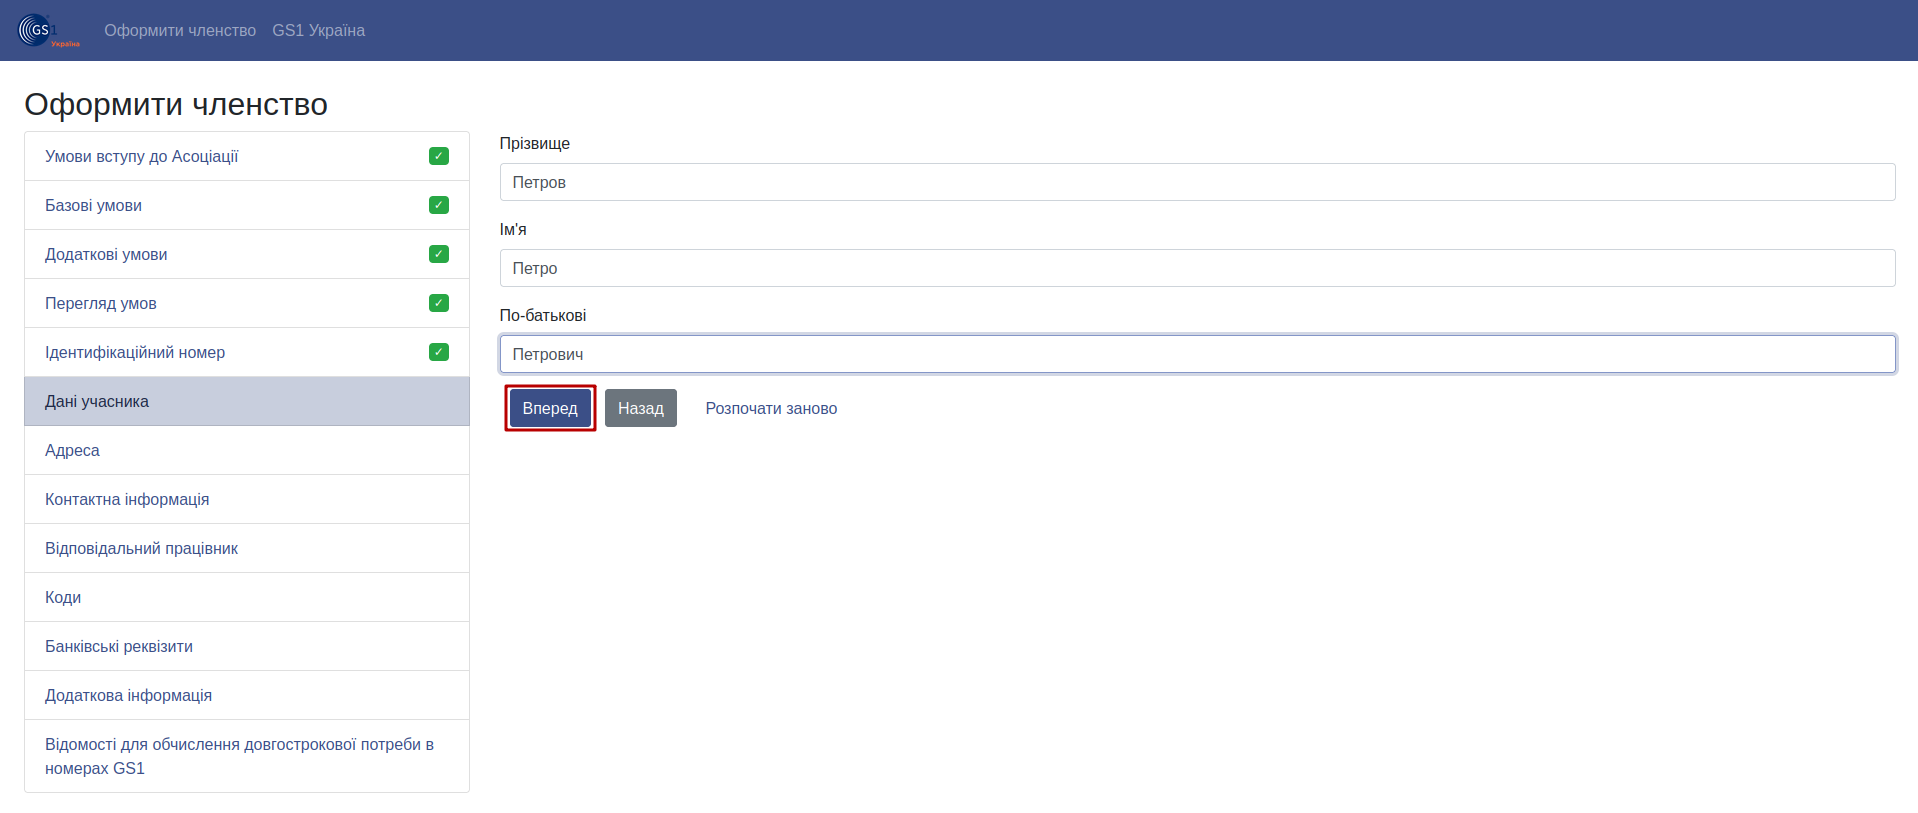 GS1
Україна
Оформити членство
GS1 Україна
Оформити членство
Умови вступу до Асоціації ✓
Базові умови ✓
Додаткові умови ✓
Перегляд умов ✓
Ідентифікаційний номер ✓
Дані учасника
Адреса
Контактна інформація
Відповідальний працівник
Коди
Банківські реквізити
Додаткова інформація
Відомості для обчислення довгострокової потреби в
номерах GS1
Прізвище
Петров
Ім'я
Петро
По-батькові
Петрович
Вперед
Назад
Розпочати заново